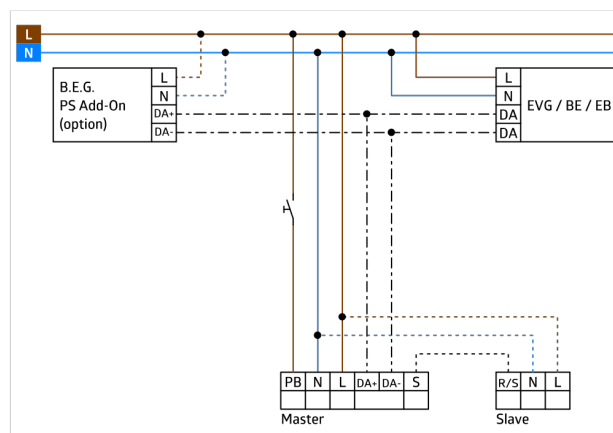 L
N
B.E.G.
PS Add-On
(option)
L
N
DA+
DA-
L
N
DA
DA
EVG / BE / EB
PB N L DA+ DA- S
Master
R/S N L
Slave